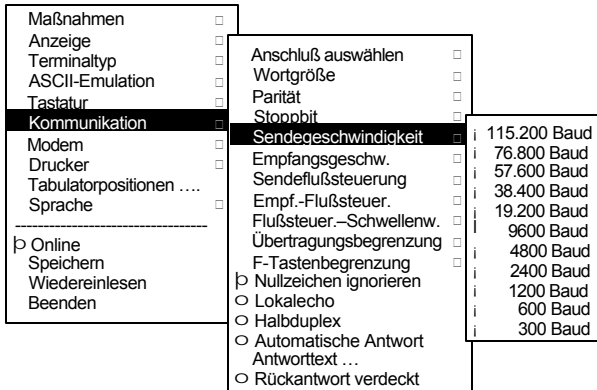 Maßnahmen □
Anzeige □
Terminaltyp □
ASCII-Emulation □
Tastatur □
Kommunikation □
Modem □
Drucker □
Tabulatorpositionen ….
Sprache □
-----------------------------------
þ Online
Speichern
Wiedereinlesen
Beenden
Anschluß auswählen □
Wortgröße □
Parität □
Stoppbit □
Sendegeschwindigkeit □
Empfangsgeschw. □
Sendeflußsteuerung □
Empf.-Flußsteuer. □
Flußsteuer.–Schwellenw. □
Übertragungsbegrenzung □
F-Tastenbegrenzung □
þ Nullzeichen ignorieren
O Lokalecho
O Halbduplex
O Automatische Antwort
Antworttext …
O Rückantwort verdeckt
¡ 115.200 Baud
¡ 76.800 Baud
¡ 57.600 Baud
¡ 38.400 Baud
¡ 19.200 Baud
l 9600 Baud
¡ 4800 Baud
¡ 2400 Baud
¡ 1200 Baud
¡ 600 Baud
¡ 300 Baud